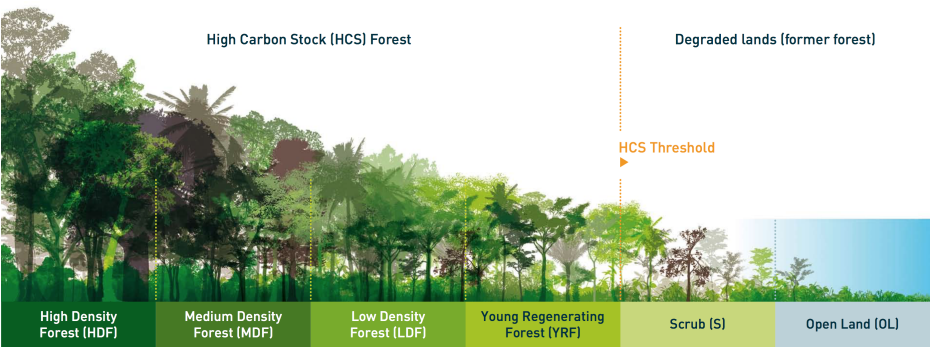 High Carbon Stock (HCS) Forest
Degraded lands (former forest)
HCS Threshold
High Density
Forest (HDF)
Medium Density
Forest (MDF)
Low Density
Forest (LDF)
Young Regenerating
Forest (YRF)
Scrub (S)
Open Land (OL)